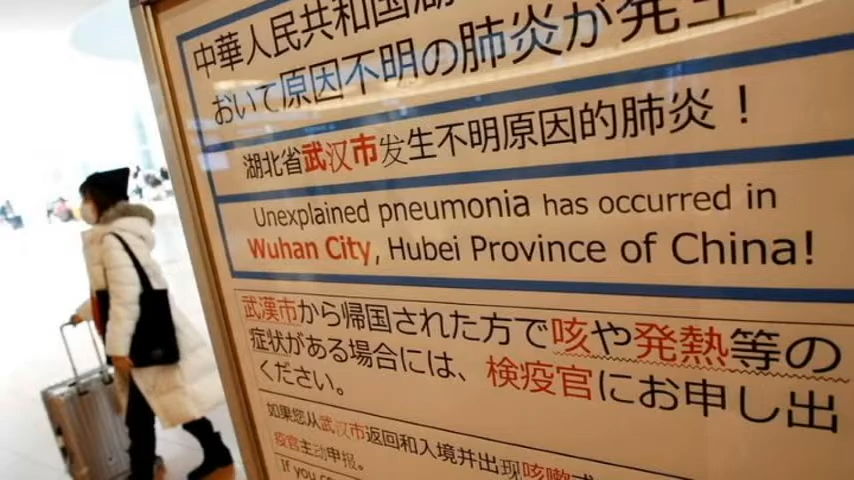 中華人民共和国湖
おいて原因不明の肺炎が発生
湖北省武汉市发生不明原因的肺炎！
Unexplained pneumonia has occurred in
Wuhan City, Hubei Province of China!
武漢市から帰国された方で咳や発熱等の
症状がある場合には、検疫官にお申し出
ください。
如果您从武汉市返回和入境并出现咳嗽
疫官主动申报。
If you